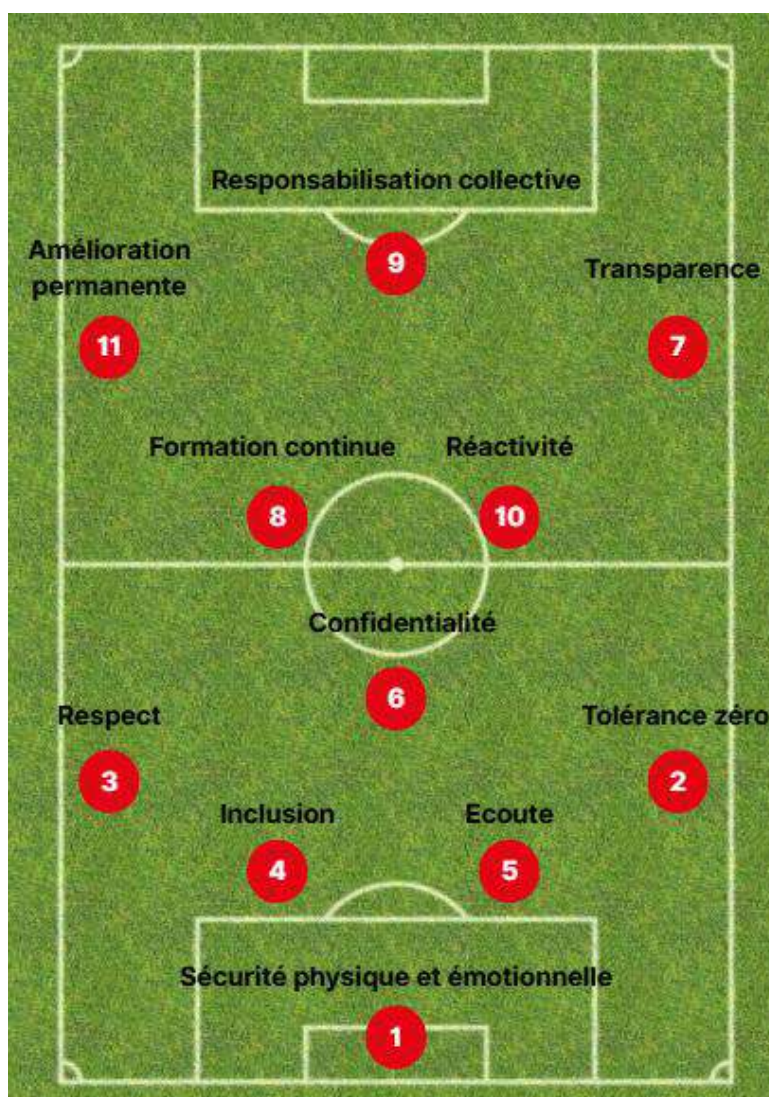 Responsabilisation collective
9
Amélioration
permanente
11
Transparence
7
Formation continue
8
Réactivité
10
Confidentialité
6
Respect
3
Tolérance zéro
2
Inclusion
4
Ecoute
5
Sécurité physique et émotionnelle
1